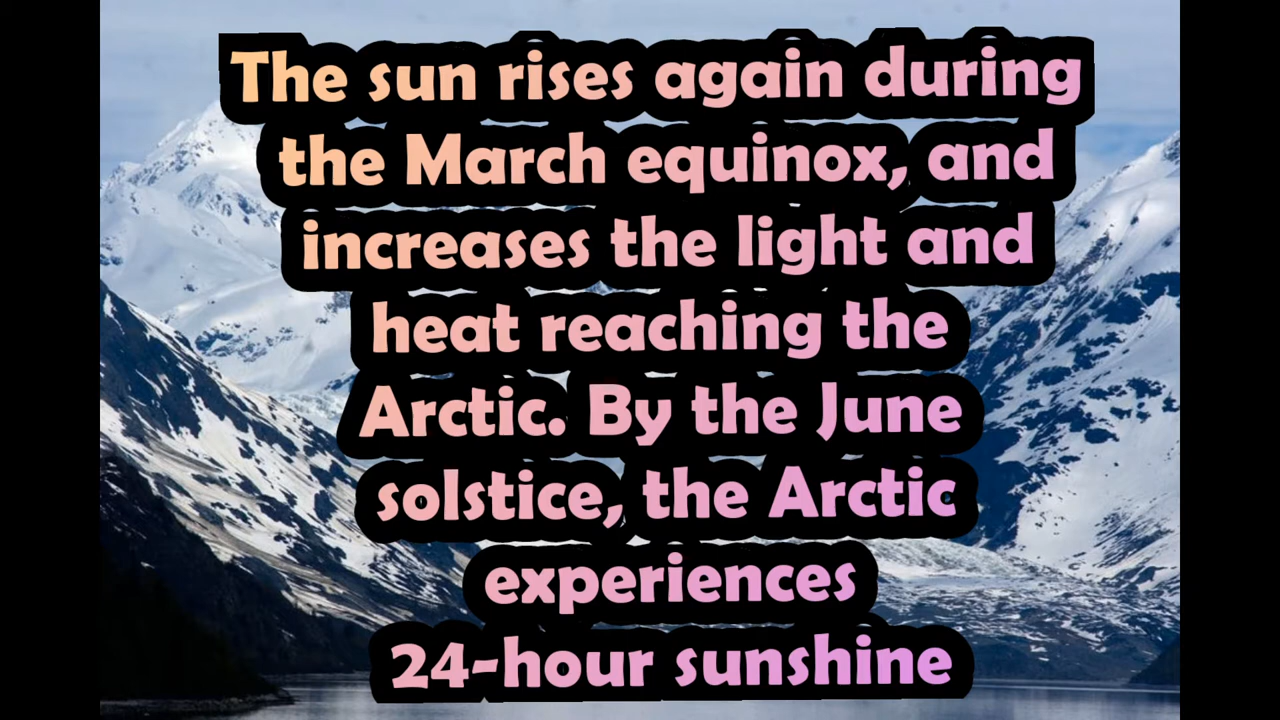 The sun rises again during
the March equinox, and
increases the light and
heat reaching the
Arctic. By the June
solstice, the Arctic
experiences
24-hour sunshine